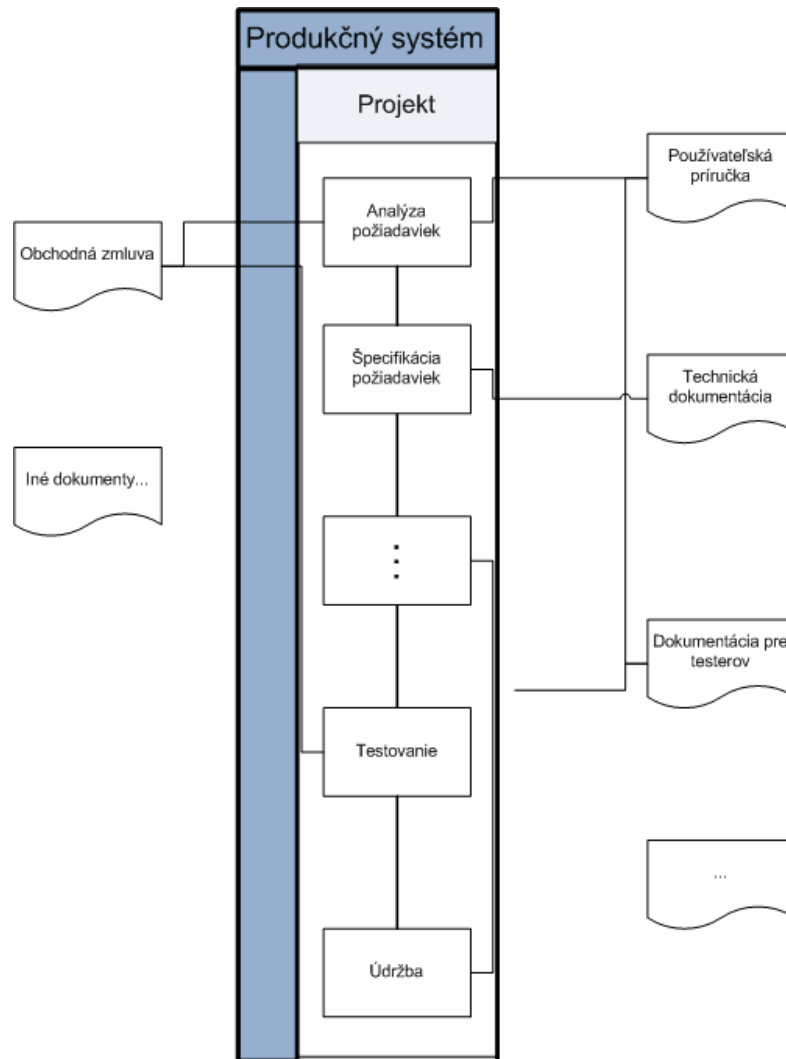 Produkčný systém
Projekt
Používateľská
príručka
Analýza
požiadaviek
Obchodná zmluva
Špecifikácia
požiadaviek
Technická
dokumentácia
Iné dokumenty...
⋮
Dokumentácia pre
testerov
Testovanie
...
Údržba